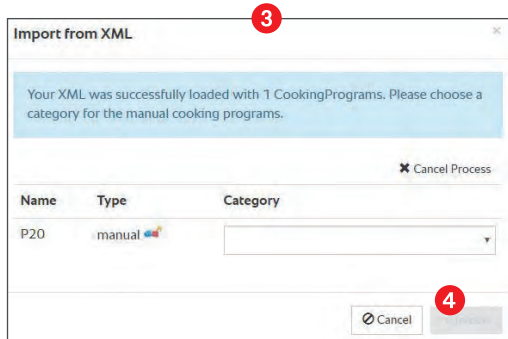 3
Import from XML ×
Your XML was successfully loaded with 1 CookingPrograms. Please choose a
category for the manual cooking programs.
✖ Cancel Process
Name Type Category
P20 manual
4
Cancel